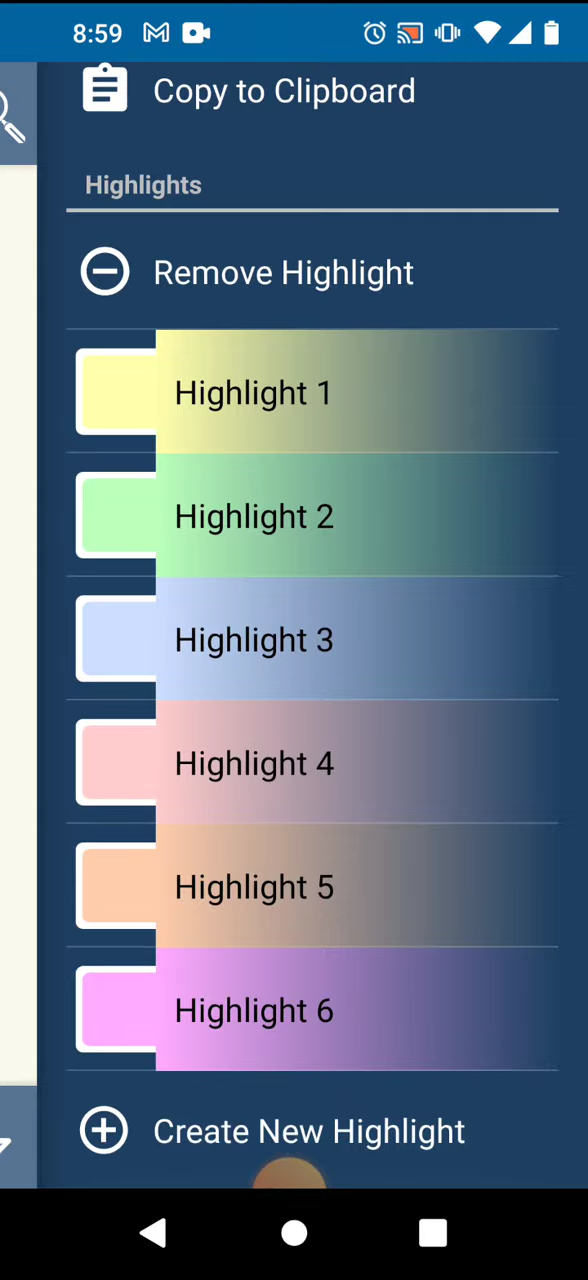 8:59
Copy to Clipboard
Highlights
Remove Highlight
Highlight 1
Highlight 2
Highlight 3
Highlight 4
Highlight 5
Highlight 6
Create New Highlight